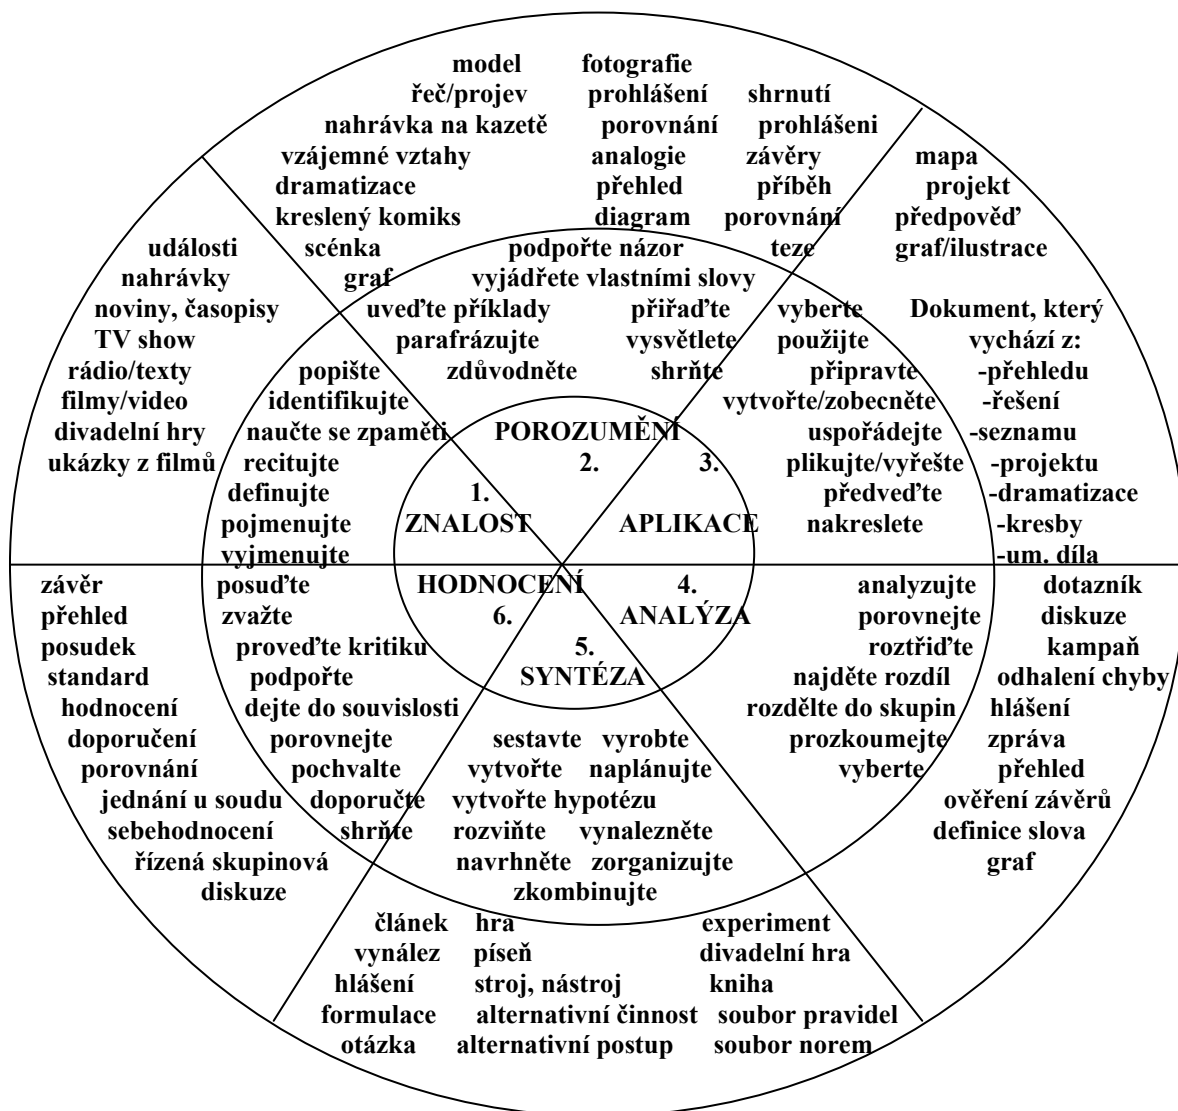 model fotografie
řeč/projev prohlášení shrnutí
nahrávka na kazetě porovnání prohlášeni
vzájemné vztahy analogie závěry
dramatizace přehled příběh
kreslený komiks diagram porovnání
scénka teze
graf
podpořte názor
vyjádřete vlastními slovy
uveďte příklady přiřaďte
parafrázujte vysvětlete
zdůvodněte shrňte
POROZUMĚNÍ
2.
mapa
projekt
předpověď
graf/ilustrace
Dokument, který
vychází z:
-přehledu
-řešení
-seznamu
-projektu
-dramatizace
-kresby
-um. díla
vyberte
použijte
připravte
vytvořte/zobecněte
uspořádejte
plikujte/vyřešte
předveďte
nakreslete
3.
APLIKACE
události
nahrávky
noviny, časopisy
TV show
rádio/texty
filmy/video
divadelní hry
ukázky z filmů
popište
identifikujte
naučte se zpaměti
recitujte
definujte
pojmenujte
vyjmenujte
1.
ZNALOST
HODNOCENÍ
6.
posuďte
zvažte
proveďte kritiku
podpořte
dejte do souvislosti
porovnejte
pochvalte
doporučte
shrňte
závěr
přehled
posudek
standard
hodnocení
doporučení
porovnání
jednání u soudu
sebehodnocení
řízená skupinová
diskuze
4.
ANALÝZA
analyzujte
porovnejte
roztřiďte
najděte rozdíl
rozdělte do skupin
prozkoumejte
vyberte
dotazník
diskuze
kampaň
odhalení chyby
hlášení
zpráva
přehled
ověření závěrů
definice slova
graf
5.
SYNTÉZA
sestavte vyrobte
vytvořte naplánujte
vytvořte hypotézu
rozviňte vynalezněte
navrhněte zorganizujte
zkombinujte
článek hra experiment
vynález píseň divadelní hra
hlášení stroj, nástroj kniha
formulace alternativní činnost soubor pravidel
otázka alternativní postup soubor norem